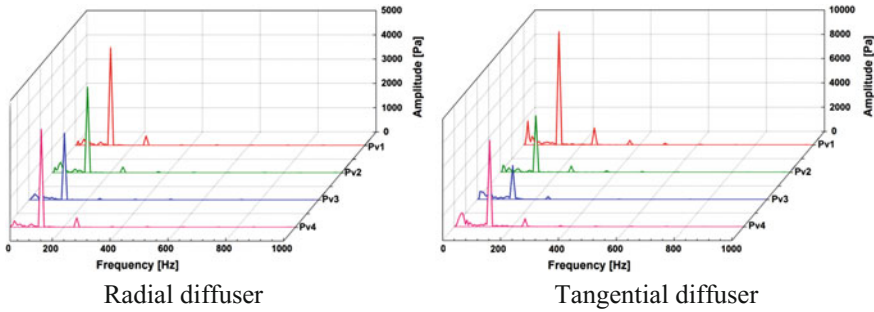 5000
4000
3000
2000
1000
0
Amplitude [Pa]
Pv1
Pv2
Pv3
Pv4
0 200 400 600 800 1000
Frequency [Hz]
Radial diffuser
10000
8000
6000
4000
2000
0
Amplitude [Pa]
Pv1
Pv2
Pv3
Pv4
0 200 400 600 800 1000
Frequency [Hz]
Tangential diffuser